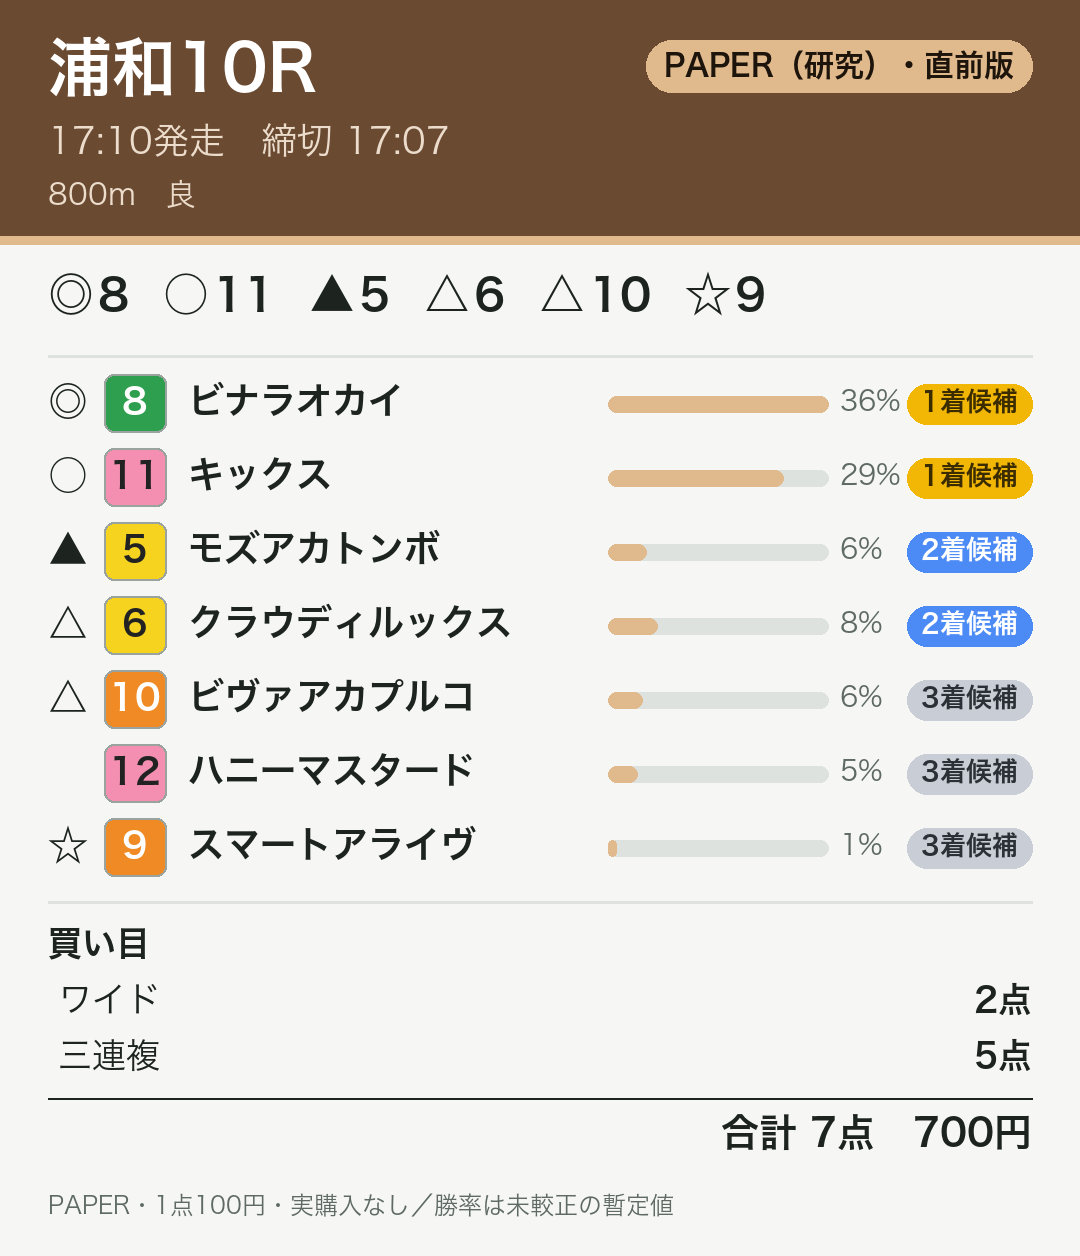 浦和10R
PAPER（研究）・直前版
17:10発走　締切 17:07
800m　良
◎8 ○11 ▲5 △6 △10 ☆9
◎ 8 ビナラオカイ 36% 1着候補
○ 11 キックス 29% 1着候補
▲ 5 モズアカトンボ 6% 2着候補
△ 6 クラウディルックス 8% 2着候補
△ 10 ビヴァアカプルコ 6% 3着候補
12 ハニーマスタード 5% 3着候補
☆ 9 スマートアライヴ 1% 3着候補
買い目
ワイド 2点
三連複 5点
合計 7点　700円
PAPER・1点100円・実購入なし／勝率は未較正の暫定値